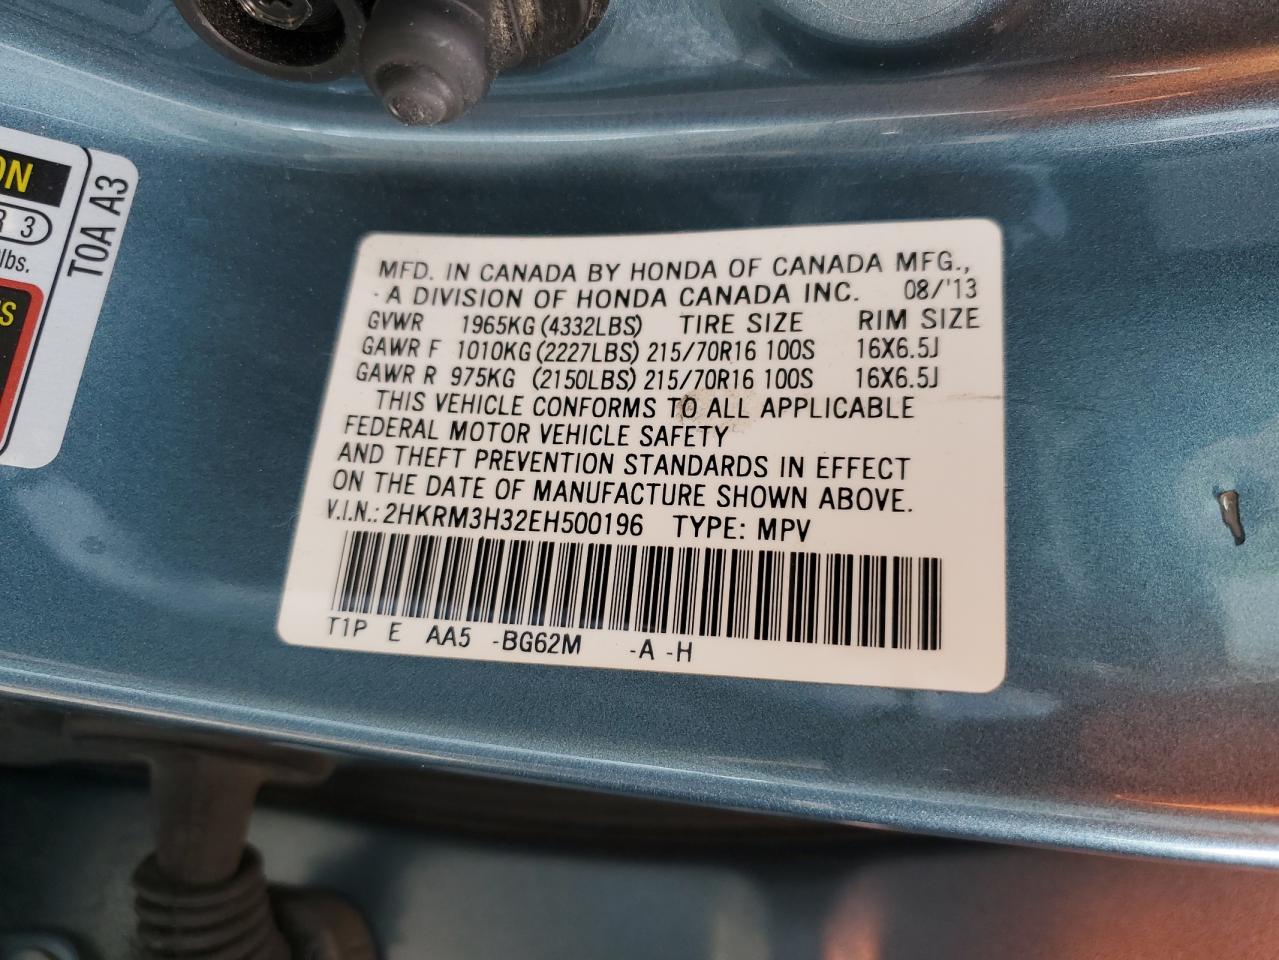 ON
R 3
lbs.
S
T0A A3
MFD. IN CANADA BY HONDA OF CANADA MFG.,
-A DIVISION OF HONDA CANADA INC. 08/'13
GVWR 1965KG (4332LBS) TIRE SIZE RIM SIZE
GAWR F 1010KG (2227LBS) 215/70R16 100S 16X6.5J
GAWR R 975KG (2150LBS) 215/70R16 100S 16X6.5J
THIS VEHICLE CONFORMS TO ALL APPLICABLE
FEDERAL MOTOR VEHICLE SAFETY
AND THEFT PREVENTION STANDARDS IN EFFECT
ON THE DATE OF MANUFACTURE SHOWN ABOVE.
V.I.N.: 2HKRM3H32EH500196 TYPE: MPV
T1P E AA5 -BG62M -A -H